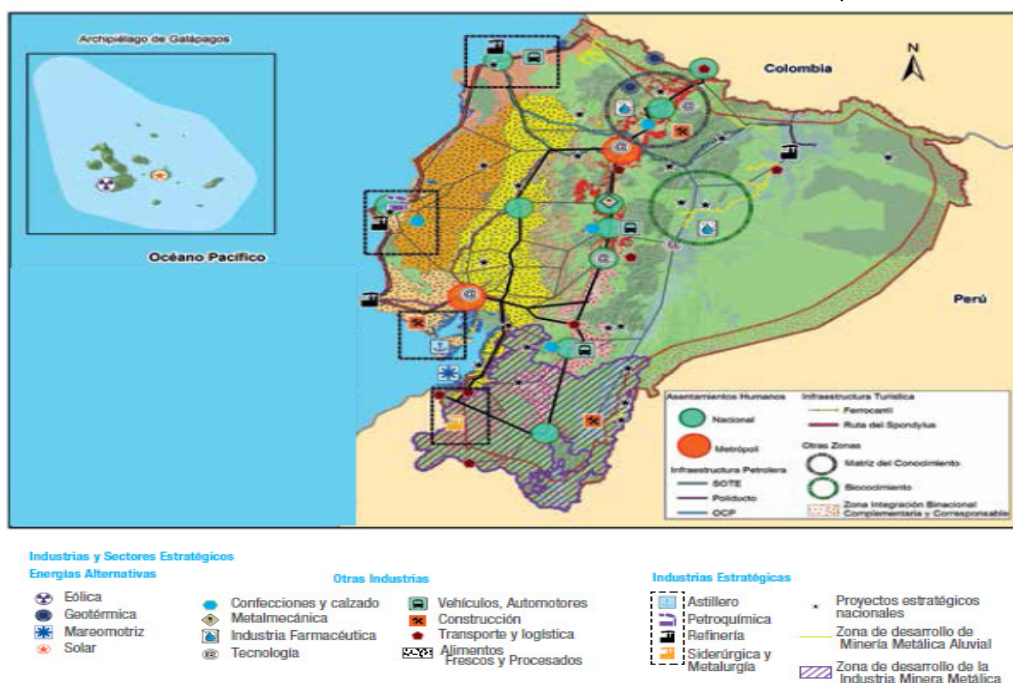 Archipiélago de Galápagos
N
Colombia
Océano Pacífico
Perú
Asentamientos Humanos
Nacional
Metrópoli
Infraestructura Petrolera
SOTE
Poliducto
OCP
Infraestructura Turística
Ferrocarril
Ruta del Spondylus
Otras Zonas
Matriz del Conocimiento
Bioconocimiento
Zona Integración Binacional
Complementaria y Corresponsable
Industrias y Sectores Estratégicos
Energías Alternativas
Eólica
Geotérmica
Mareomotriz
Solar
Otras Industrias
Confecciones y calzado
Metalmecánica
Industria Farmacéutica
@ Tecnología
Vehículos, Automotores
Construcción
Transporte y logística
Alimentos
Frescos y Procesados
Industrias Estratégicas
Astillero
Petroquímica
Refinería
Siderúrgica y
Metalurgía
Proyectos estratégicos
nacionales
Zona de desarrollo de
Minería Metálica Aluvial
Zona de desarrollo de la
Industria Minera Metálica